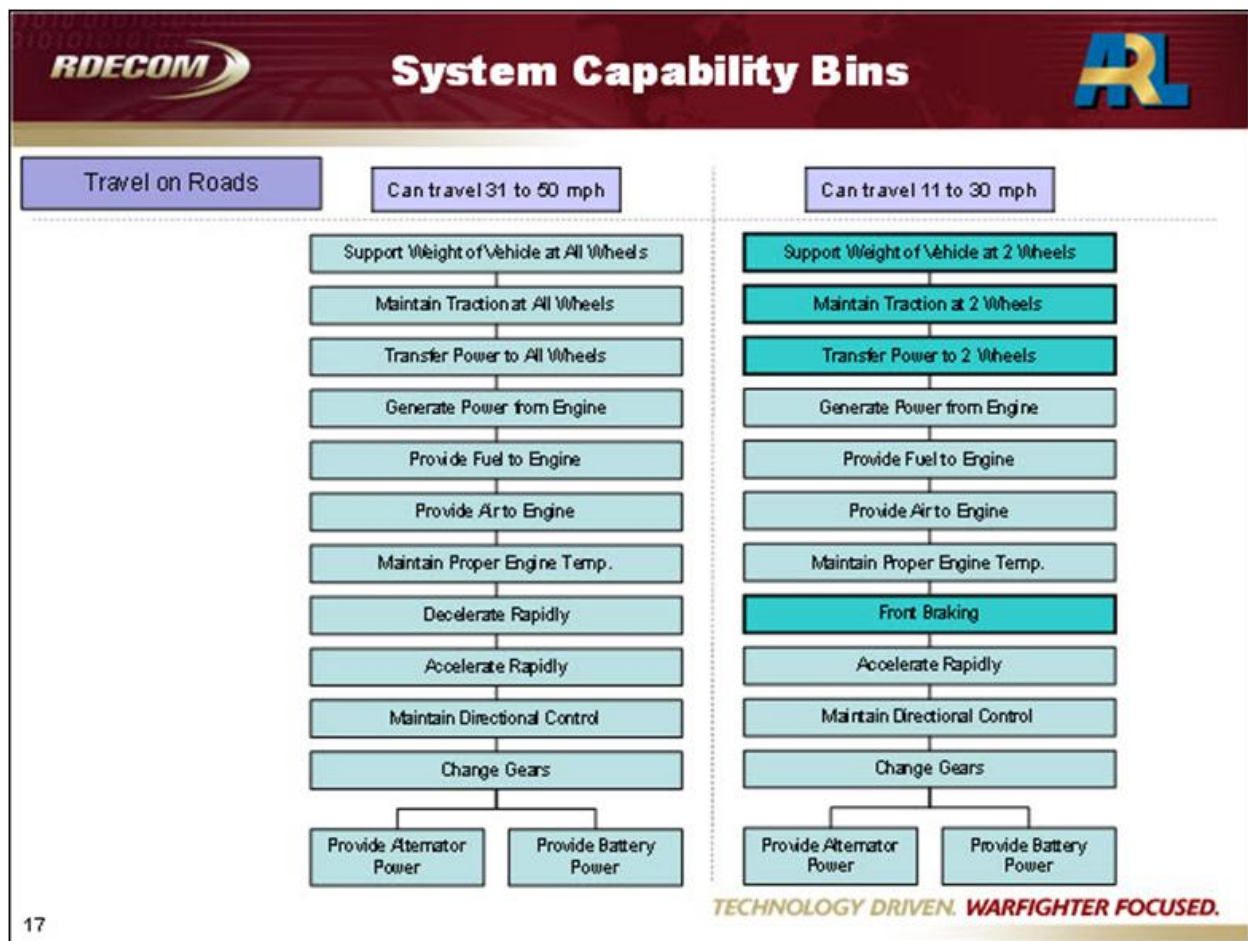 RDECOM
System Capability Bins
ARL
Travel on Roads
Can travel 31 to 50 mph
Can travel 11 to 30 mph
Support Weight of Vehicle at All Wheels
Maintain Traction at All Wheels
Transfer Power to All Wheels
Generate Power from Engine
Provide Fuel to Engine
Provide Air to Engine
Maintain Proper Engine Temp.
Decelerate Rapidly
Accelerate Rapidly
Maintain Directional Control
Change Gears
Provide Alternator
Power
Provide Battery
Power
Support Weight of Vehicle at 2 Wheels
Maintain Traction at 2 Wheels
Transfer Power to 2 Wheels
Generate Power from Engine
Provide Fuel to Engine
Provide Air to Engine
Maintain Proper Engine Temp.
Front Braking
Accelerate Rapidly
Maintain Directional Control
Change Gears
Provide Alternator
Power
Provide Battery
Power
TECHNOLOGY DRIVEN. WARFIGHTER FOCUSED.
17